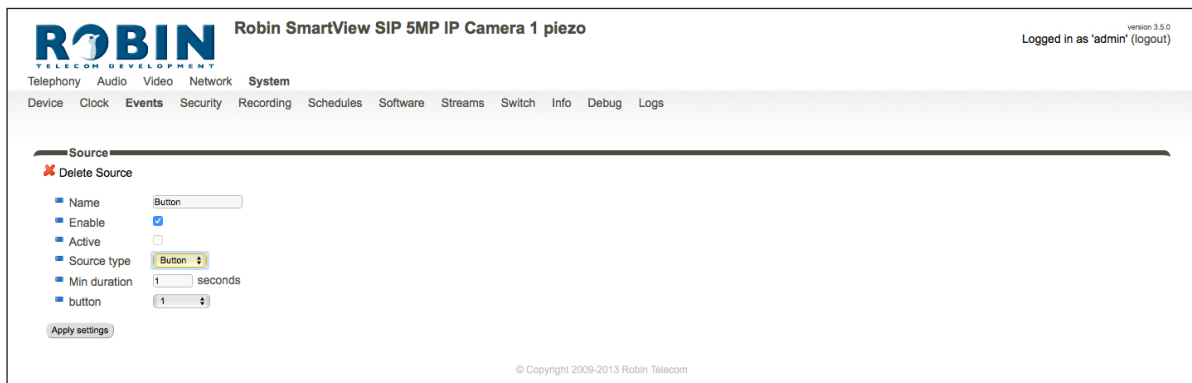 ROBIN
TELECOM DEVELOPMENT
Robin SmartView SIP 5MP IP Camera 1 piezo
version 3.5.0
Logged in as 'admin' (logout)
Telephony Audio Video Network System
Device Clock Events Security Recording Schedules Software Streams Switch Info Debug Logs
Source
Delete Source
Name Button
Enable
Active
Source type Button
Min duration 1 seconds
button 1
Apply settings
© Copyright 2009-2013 Robin Telecom